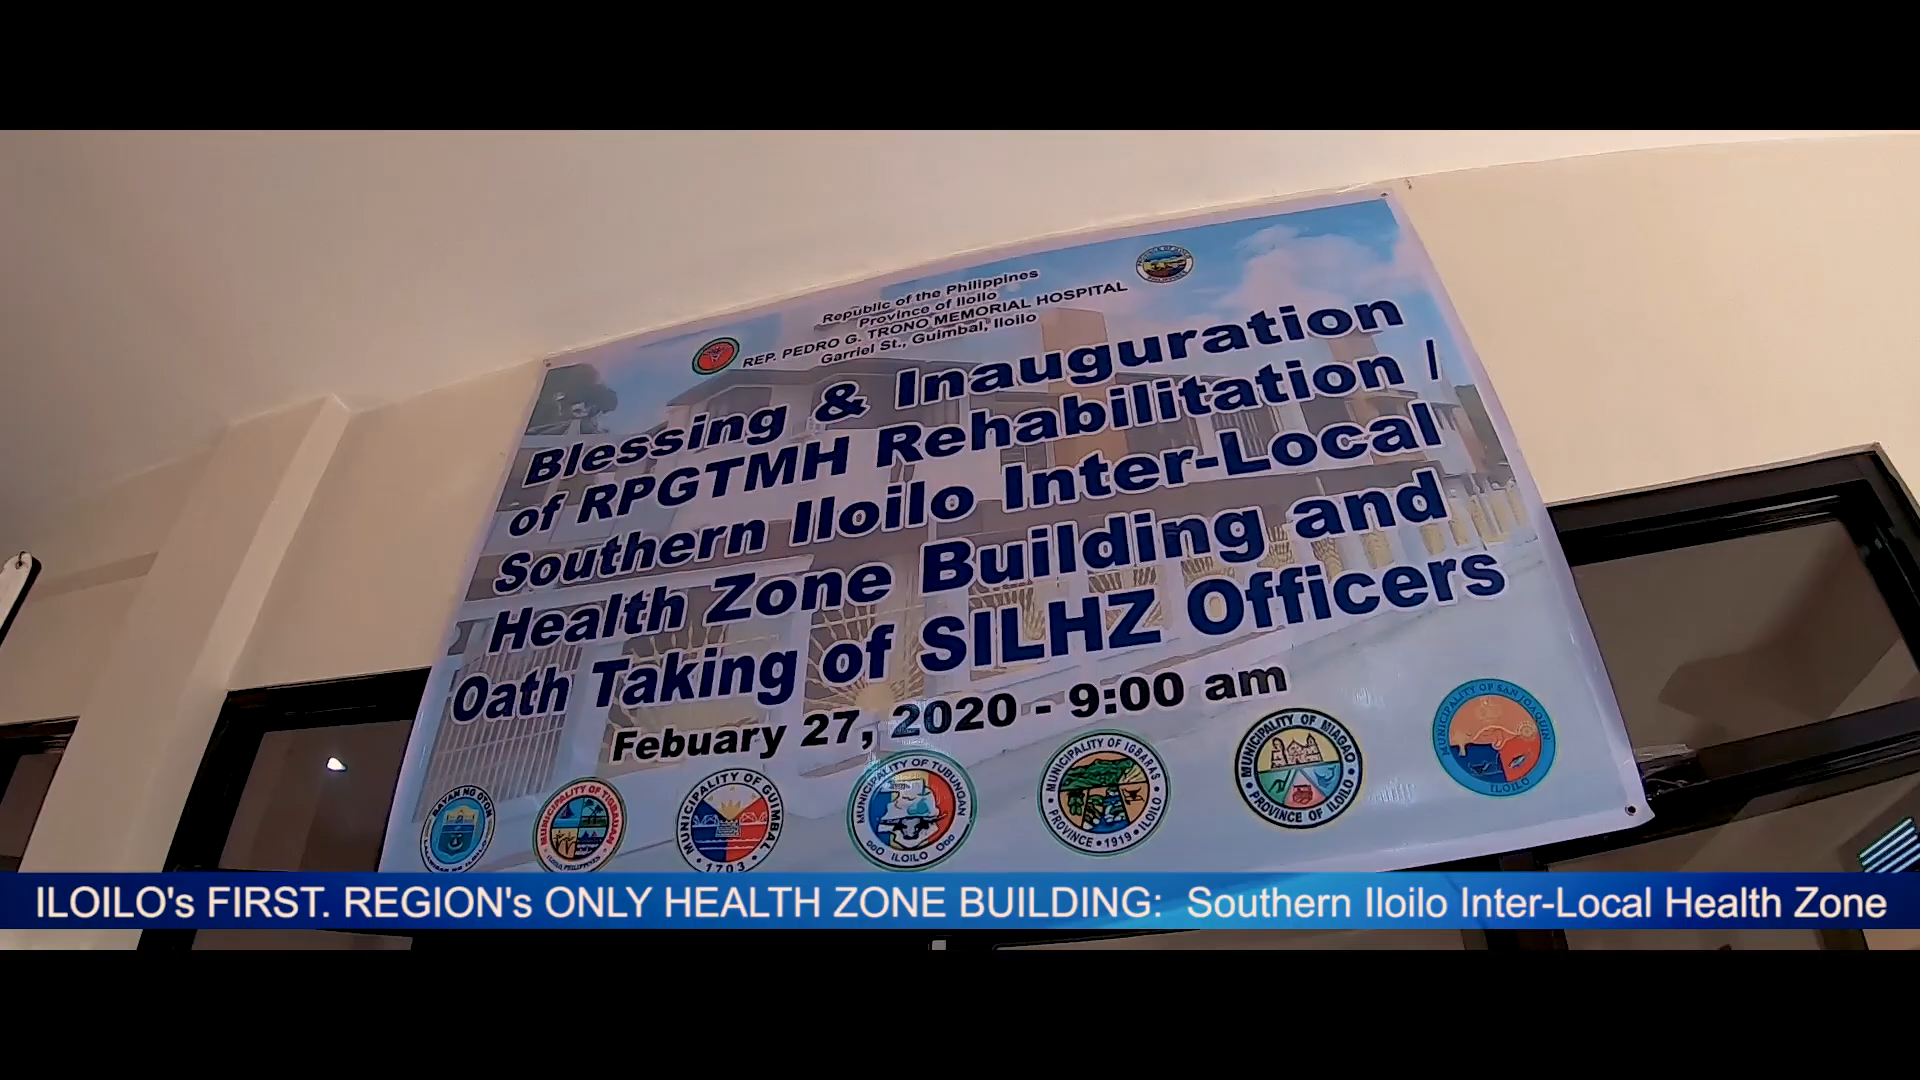 Republic of the Philippines
Province of Iloilo
REP. PEDRO G. TRONO MEMORIAL HOSPITAL
Garriel St., Guimbal, Iloilo
Blessing & Inauguration
of RPGTMH Rehabilitation /
Southern Iloilo Inter-Local
Health Zone Building and
Oath Taking of SILHZ Officers
Febuary 27, 2020 - 9:00 am
BAYAN NG OTON
MUNICIPALITY OF TIGBAUAN
ILOILO, PHILIPPINES
MUNICIPALITY OF GUIMBAL
• 1703 •
MUNICIPALITY OF TUBUNGAN
ILOILO
MUNICIPALITY OF IGBARAS
PROVINCE • 1919 • ILOILO
MUNICIPALITY OF MIAGAO
PROVINCE OF ILOILO
MUNICIPALITY OF SAN JOAQUIN
ILOILO
ILOILO's FIRST. REGION's ONLY HEALTH ZONE BUILDING: Southern Iloilo Inter-Local Health Zone